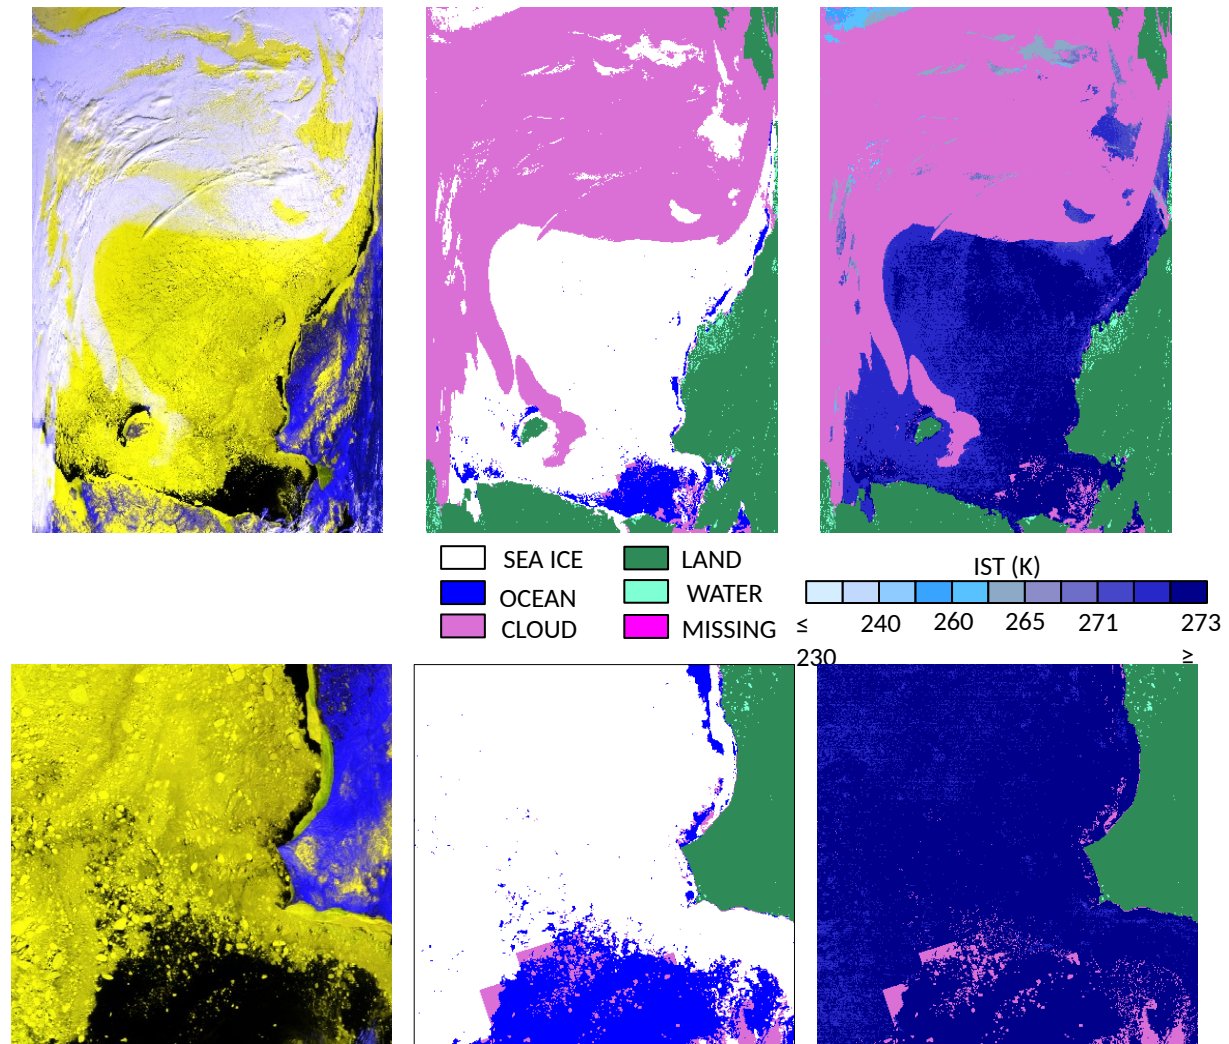 SEA ICE
LAND
OCEAN
WATER
CLOUD
MISSING
IST (K)
≤ 240 260 265 271 273
230 ≥